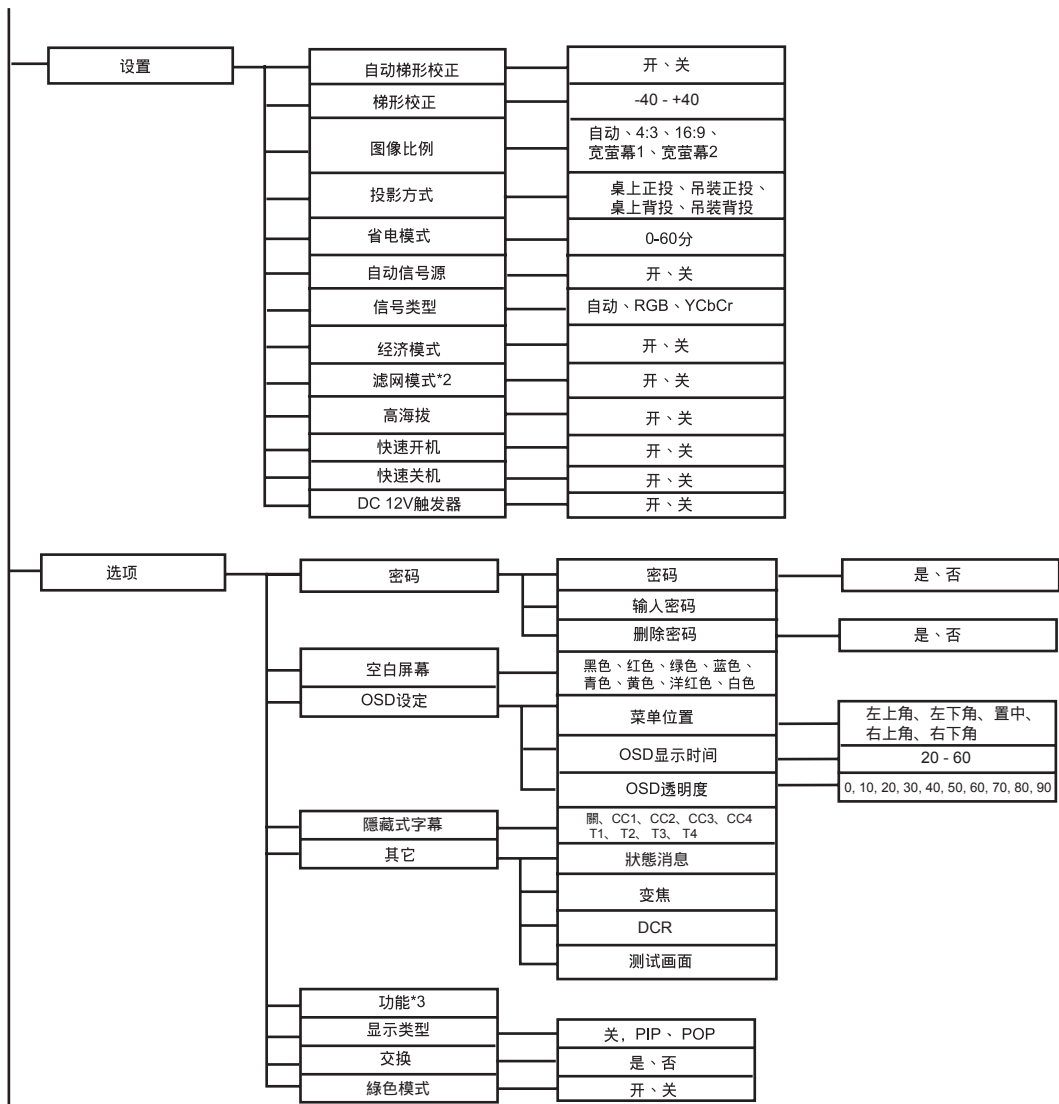 设置
自动梯形校正
开、关
梯形校正
-40 - +40
图像比例
自动、4:3、16:9、
宽萤幕1、宽萤幕2
投影方式
桌上正投、吊装正投、
桌上背投、吊装背投
省电模式
0-60分
自动信号源
开、关
信号类型
自动、RGB、YCbCr
经济模式
开、关
滤网模式*2
开、关
高海拔
开、关
快速开机
开、关
快速关机
开、关
DC 12V触发器
开、关
选项
密码
密码
是、否
输人密码
删除密码
是、否
空白屏幕
黑色、红色、绿色、蓝色、
青色、黄色、洋红色、白色
OSD设定
菜单位置
左上角、左下角、置中、
右上角、右下角
OSD显示时间
20 - 60
OSD透明度
0, 10, 20, 30, 40, 50, 60, 70, 80, 90
隱藏式字幕
關、CC1、CC2、CC3、CC4
T1、 T2、 T3、 T4
其它
狀態消息
变焦
DCR
测试画面
功能*3
显示类型
关, PIP、 POP
交换
是、否
綠色模式
开、关